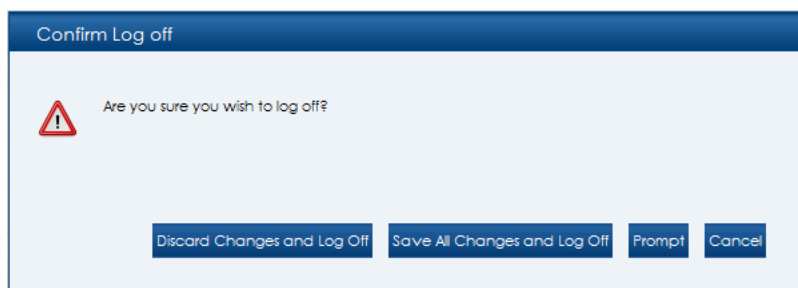 Confirm Log off
Are you sure you wish to log off?
Discard Changes and Log Off Save All Changes and Log Off Prompt Cancel